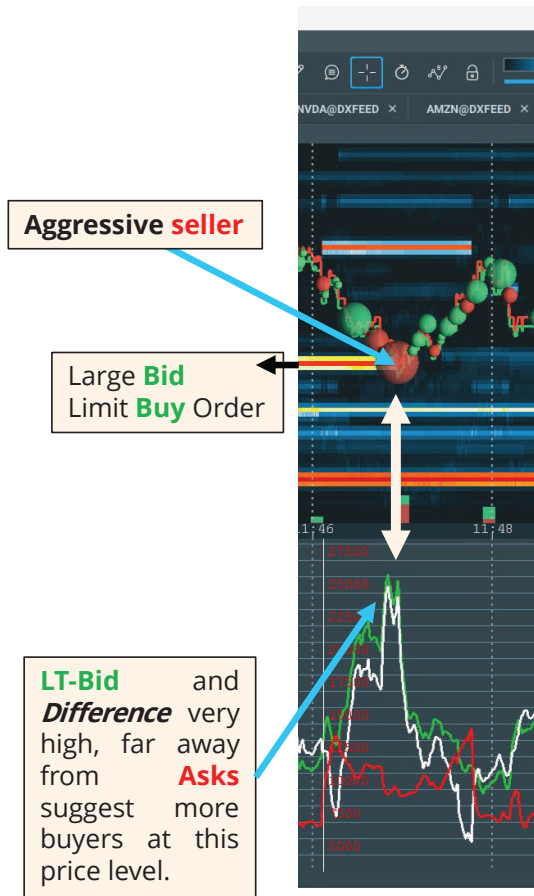 NVDA@DXFEED × AMZN@DXFEED ×
Aggressive seller
Large Bid
Limit Buy Order
11:46 11:48
27500
25000
LT-Bid and
Difference very
high, far away
from Asks
suggest more
buyers at this
price level.
5000